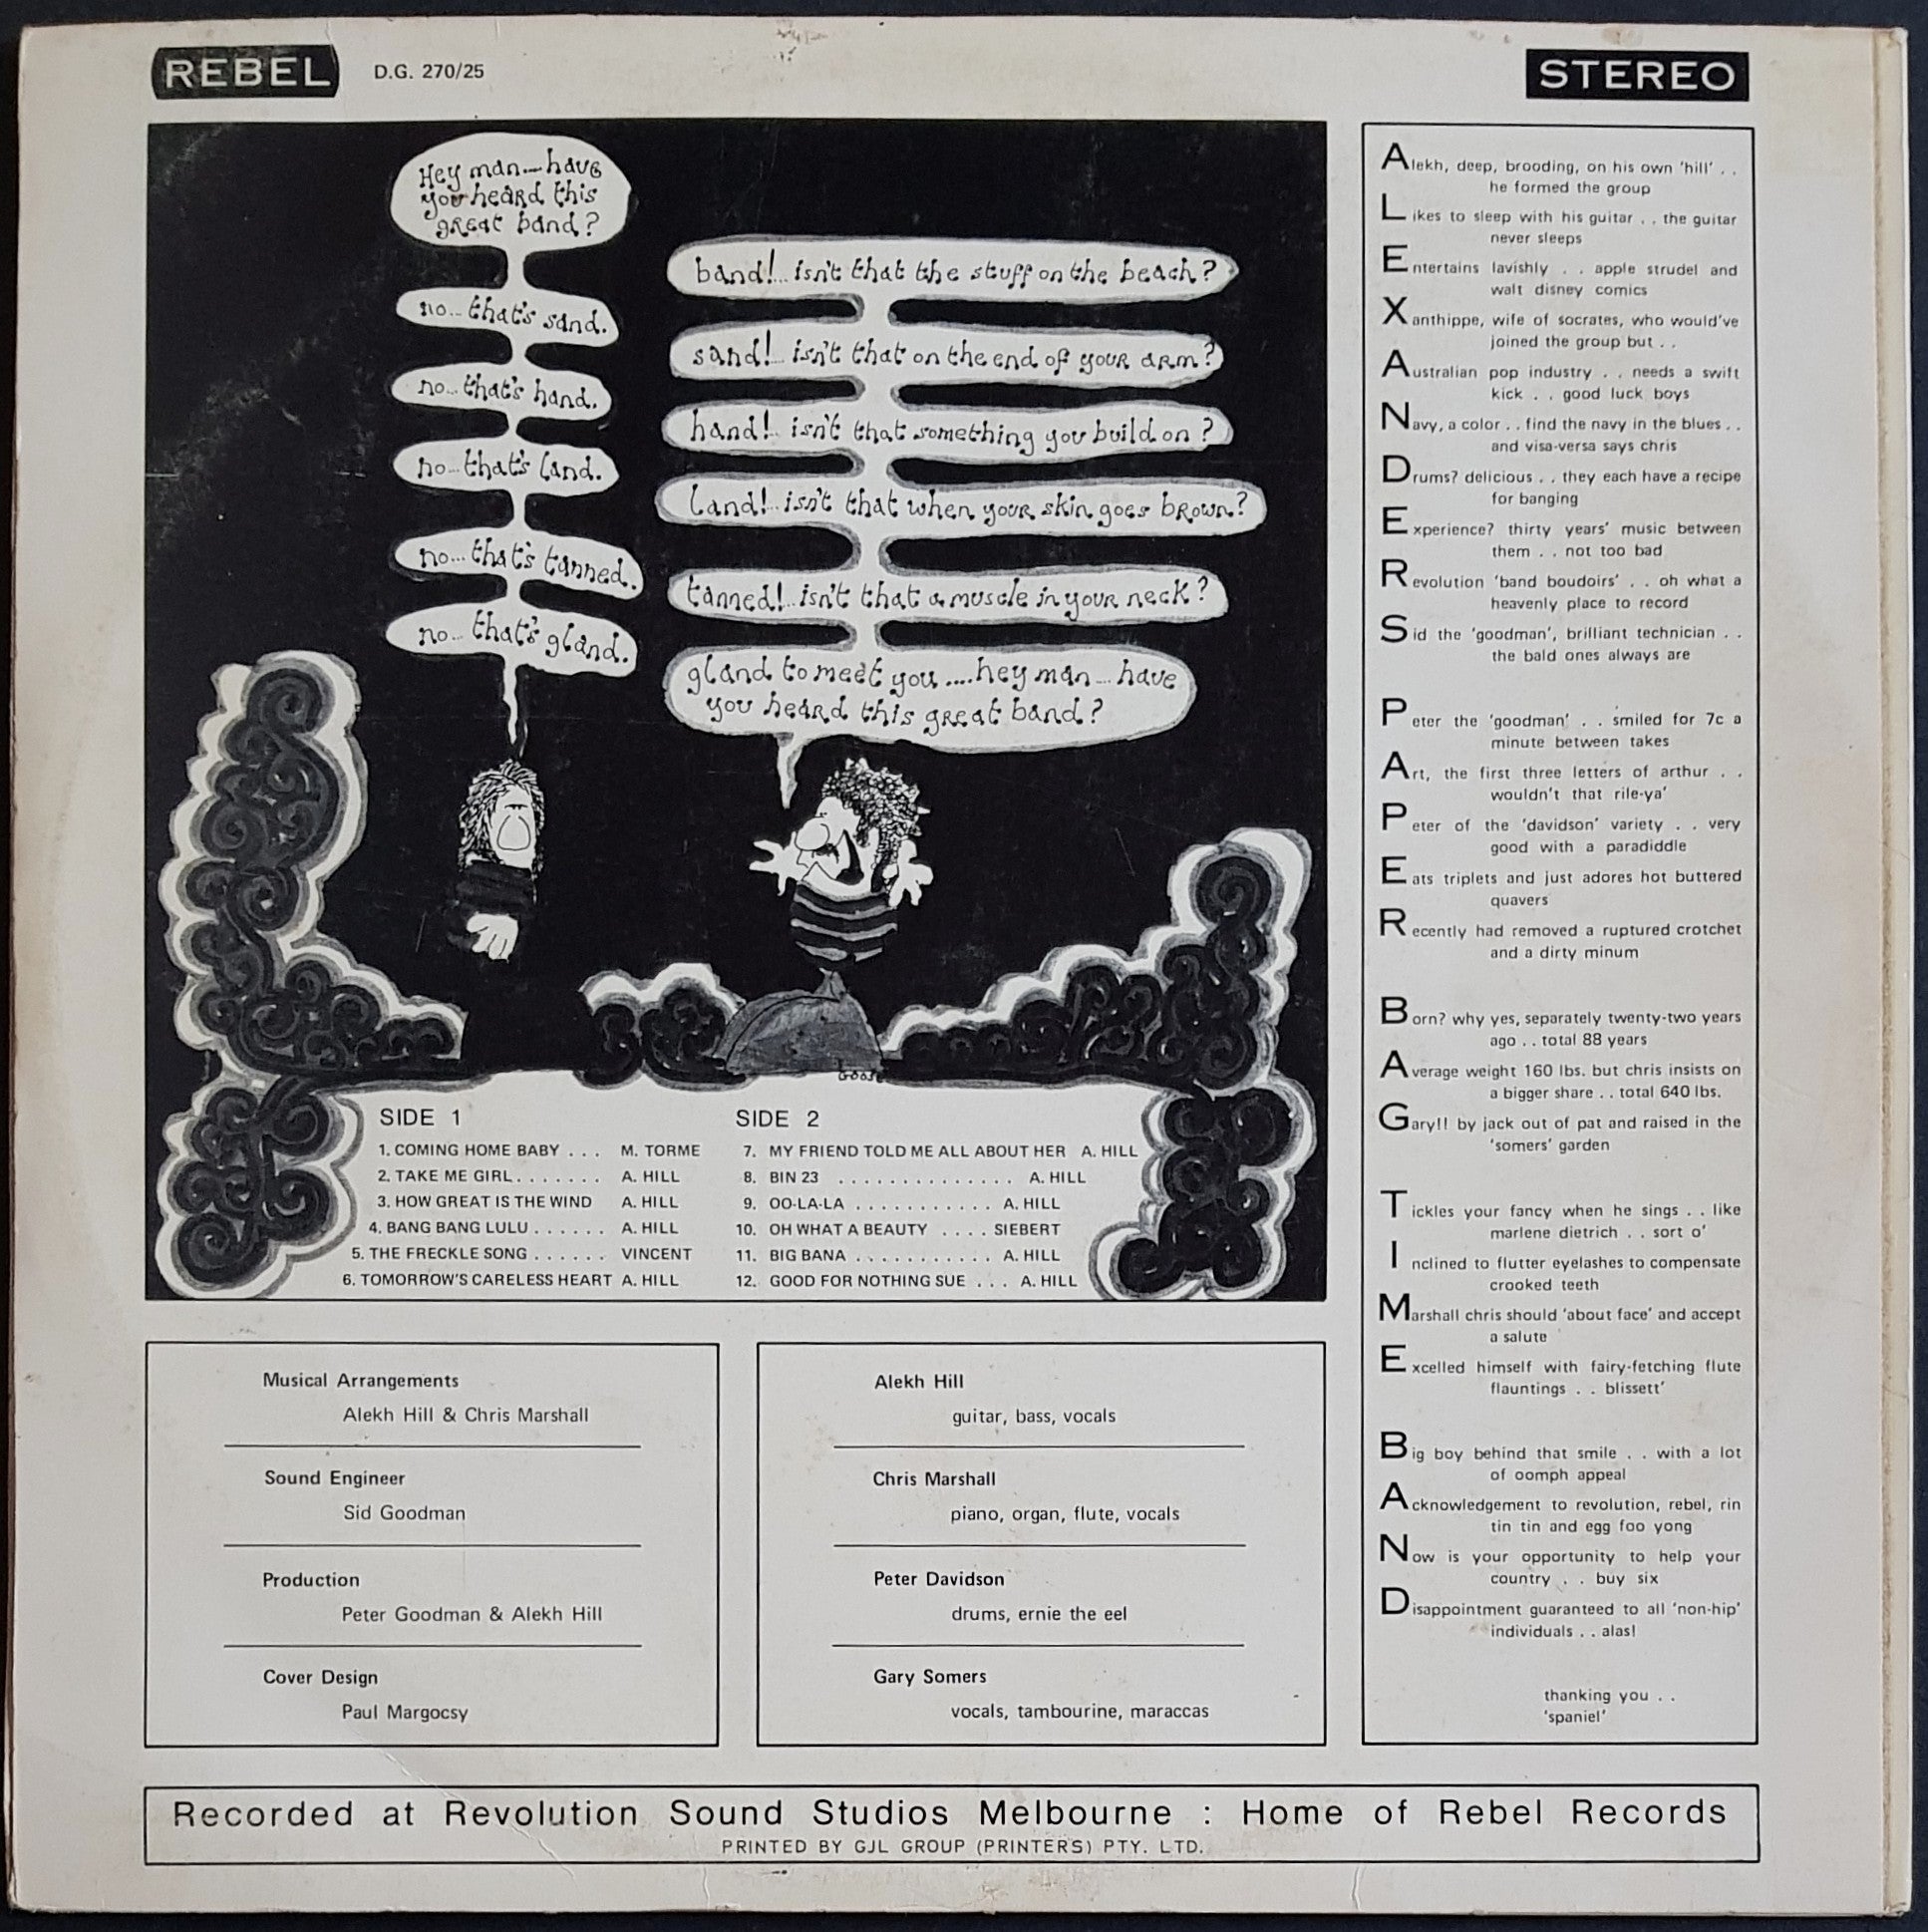 REBEL D.G. 270/25
STEREO
Hey man... have
you heard this
great band?
band!.. isn't that the stuff on the beach?
no... that's sand.
sand!.. isn't that on the end of your arm?
no... that's hand.
hand!.. isn't that something you build on?
no... that's land.
land!.. isn't that when your skin goes brown?
no... that's tanned.
tanned!.. isn't that a muscle in your neck?
no... that's gland.
gland to meet you ....hey man... have
you heard this great band?
GOOSE
SIDE 1
1. COMING HOME BABY . . . M. TORME
2. TAKE ME GIRL . . . . . . . A. HILL
3. HOW GREAT IS THE WIND A. HILL
4. BANG BANG LULU . . . . . . A. HILL
5. THE FRECKLE SONG . . . . . . VINCENT
6. TOMORROW'S CARELESS HEART A. HILL
SIDE 2
7. MY FRIEND TOLD ME ALL ABOUT HER A. HILL
8. BIN 23 . . . . . . . . . . . . . . A. HILL
9. OO-LA-LA . . . . . . . . . . . A. HILL
10. OH WHAT A BEAUTY . . . . SIEBERT
11. BIG BANA . . . . . . . . . . . A. HILL
12. GOOD FOR NOTHING SUE . . . A. HILL
Musical Arrangements
Alekh Hill & Chris Marshall
Sound Engineer
Sid Goodman
Production
Peter Goodman & Alekh Hill
Cover Design
Paul Margocsy
Alekh Hill
guitar, bass, vocals
Chris Marshall
piano, organ, flute, vocals
Peter Davidson
drums, ernie the eel
Gary Somers
vocals, tambourine, maraccas
Alekh, deep, brooding, on his own 'hill' . .
he formed the group
Likes to sleep with his guitar . . the guitar
never sleeps
Entertains lavishly . . apple strudel and
walt disney comics
Xanthippe, wife of socrates, who would've
joined the group but . .
Australian pop industry . . needs a swift
kick . . good luck boys
Navy, a color . . find the navy in the blues . .
and visa-versa says chris
Drums? delicious . . they each have a recipe
for banging
Experience? thirty years' music between
them . . not too bad
Revolution 'band boudoirs' . . oh what a
heavenly place to record
Sid the 'goodman', brilliant technician . .
the bald ones always are
Peter the 'goodman' . . smiled for 7c a
minute between takes
Art, the first three letters of arthur . .
wouldn't that rile-ya'
Peter of the 'davidson' variety . . very
good with a paradiddle
Eats triplets and just adores hot buttered
quavers
Recently had removed a ruptured crotchet
and a dirty minum
Born? why yes, separately twenty-two years
ago . . total 88 years
Average weight 160 lbs. but chris insists on
a bigger share . . total 640 lbs.
Gary!! by jack out of pat and raised in the
'somers' garden
Tickles your fancy when he sings . . like
marlene dietrich . . sort o'
Inclined to flutter eyelashes to compensate
crooked teeth
Marshall chris should 'about face' and accept
a salute
Excelled himself with fairy-fetching flute
flauntings . . blissett'
Big boy behind that smile . . with a lot
of oomph appeal
Acknowledgement to revolution, rebel, rin
tin tin and egg foo yong
Now is your opportunity to help your
country . . buy six
Disappointment guaranteed to all 'non-hip'
individuals . . alas!
thanking you . .
'spaniel'
Recorded at Revolution Sound Studios Melbourne : Home of Rebel Records
PRINTED BY GJL GROUP (PRINTERS) PTY. LTD.